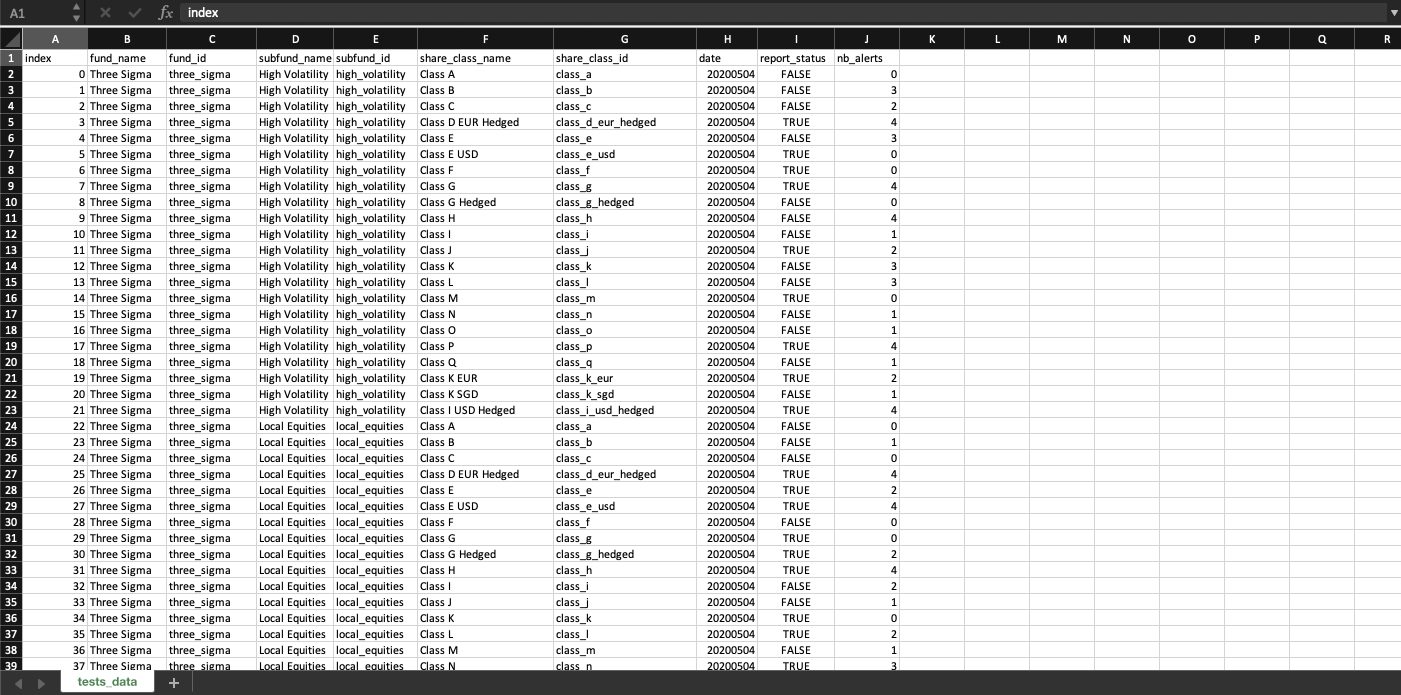 A1 fx index
A B C D E F G H I J K L M N O P Q R
1 index fund_name fund_id subfund_name subfund_id share_class_name share_class_id date report_status nb_alerts
2 0 Three Sigma three_sigma High Volatility high_volatility Class A class_a 20200504 FALSE 0
3 1 Three Sigma three_sigma High Volatility high_volatility Class B class_b 20200504 FALSE 3
4 2 Three Sigma three_sigma High Volatility high_volatility Class C class_c 20200504 FALSE 2
5 3 Three Sigma three_sigma High Volatility high_volatility Class D EUR Hedged class_d_eur_hedged 20200504 TRUE 4
6 4 Three Sigma three_sigma High Volatility high_volatility Class E class_e 20200504 FALSE 3
7 5 Three Sigma three_sigma High Volatility high_volatility Class E USD class_e_usd 20200504 TRUE 0
8 6 Three Sigma three_sigma High Volatility high_volatility Class F class_f 20200504 TRUE 0
9 7 Three Sigma three_sigma High Volatility high_volatility Class G class_g 20200504 TRUE 4
10 8 Three Sigma three_sigma High Volatility high_volatility Class G Hedged class_g_hedged 20200504 FALSE 0
11 9 Three Sigma three_sigma High Volatility high_volatility Class H class_h 20200504 FALSE 4
12 10 Three Sigma three_sigma High Volatility high_volatility Class I class_i 20200504 FALSE 1
13 11 Three Sigma three_sigma High Volatility high_volatility Class J class_j 20200504 TRUE 2
14 12 Three Sigma three_sigma High Volatility high_volatility Class K class_k 20200504 FALSE 3
15 13 Three Sigma three_sigma High Volatility high_volatility Class L class_l 20200504 FALSE 3
16 14 Three Sigma three_sigma High Volatility high_volatility Class M class_m 20200504 TRUE 0
17 15 Three Sigma three_sigma High Volatility high_volatility Class N class_n 20200504 FALSE 1
18 16 Three Sigma three_sigma High Volatility high_volatility Class O class_o 20200504 FALSE 1
19 17 Three Sigma three_sigma High Volatility high_volatility Class P class_p 20200504 TRUE 4
20 18 Three Sigma three_sigma High Volatility high_volatility Class Q class_q 20200504 FALSE 1
21 19 Three Sigma three_sigma High Volatility high_volatility Class K EUR class_k_eur 20200504 TRUE 2
22 20 Three Sigma three_sigma High Volatility high_volatility Class K SGD class_k_sgd 20200504 FALSE 1
23 21 Three Sigma three_sigma High Volatility high_volatility Class I USD Hedged class_i_usd_hedged 20200504 TRUE 4
24 22 Three Sigma three_sigma Local Equities local_equities Class A class_a 20200504 FALSE 0
25 23 Three Sigma three_sigma Local Equities local_equities Class B class_b 20200504 FALSE 1
26 24 Three Sigma three_sigma Local Equities local_equities Class C class_c 20200504 FALSE 0
27 25 Three Sigma three_sigma Local Equities local_equities Class D EUR Hedged class_d_eur_hedged 20200504 TRUE 4
28 26 Three Sigma three_sigma Local Equities local_equities Class E class_e 20200504 TRUE 2
29 27 Three Sigma three_sigma Local Equities local_equities Class E USD class_e_usd 20200504 TRUE 4
30 28 Three Sigma three_sigma Local Equities local_equities Class F class_f 20200504 FALSE 0
31 29 Three Sigma three_sigma Local Equities local_equities Class G class_g 20200504 TRUE 0
32 30 Three Sigma three_sigma Local Equities local_equities Class G Hedged class_g_hedged 20200504 TRUE 2
33 31 Three Sigma three_sigma Local Equities local_equities Class H class_h 20200504 TRUE 4
34 32 Three Sigma three_sigma Local Equities local_equities Class I class_i 20200504 FALSE 2
35 33 Three Sigma three_sigma Local Equities local_equities Class J class_j 20200504 FALSE 1
36 34 Three Sigma three_sigma Local Equities local_equities Class K class_k 20200504 TRUE 0
37 35 Three Sigma three_sigma Local Equities local_equities Class L class_l 20200504 TRUE 2
38 36 Three Sigma three_sigma Local Equities local_equities Class M class_m 20200504 FALSE 1
39 37 Three Sigma three_sigma Local Equities local_equities Class N class_n 20200504 TRUE 3
tests_data +